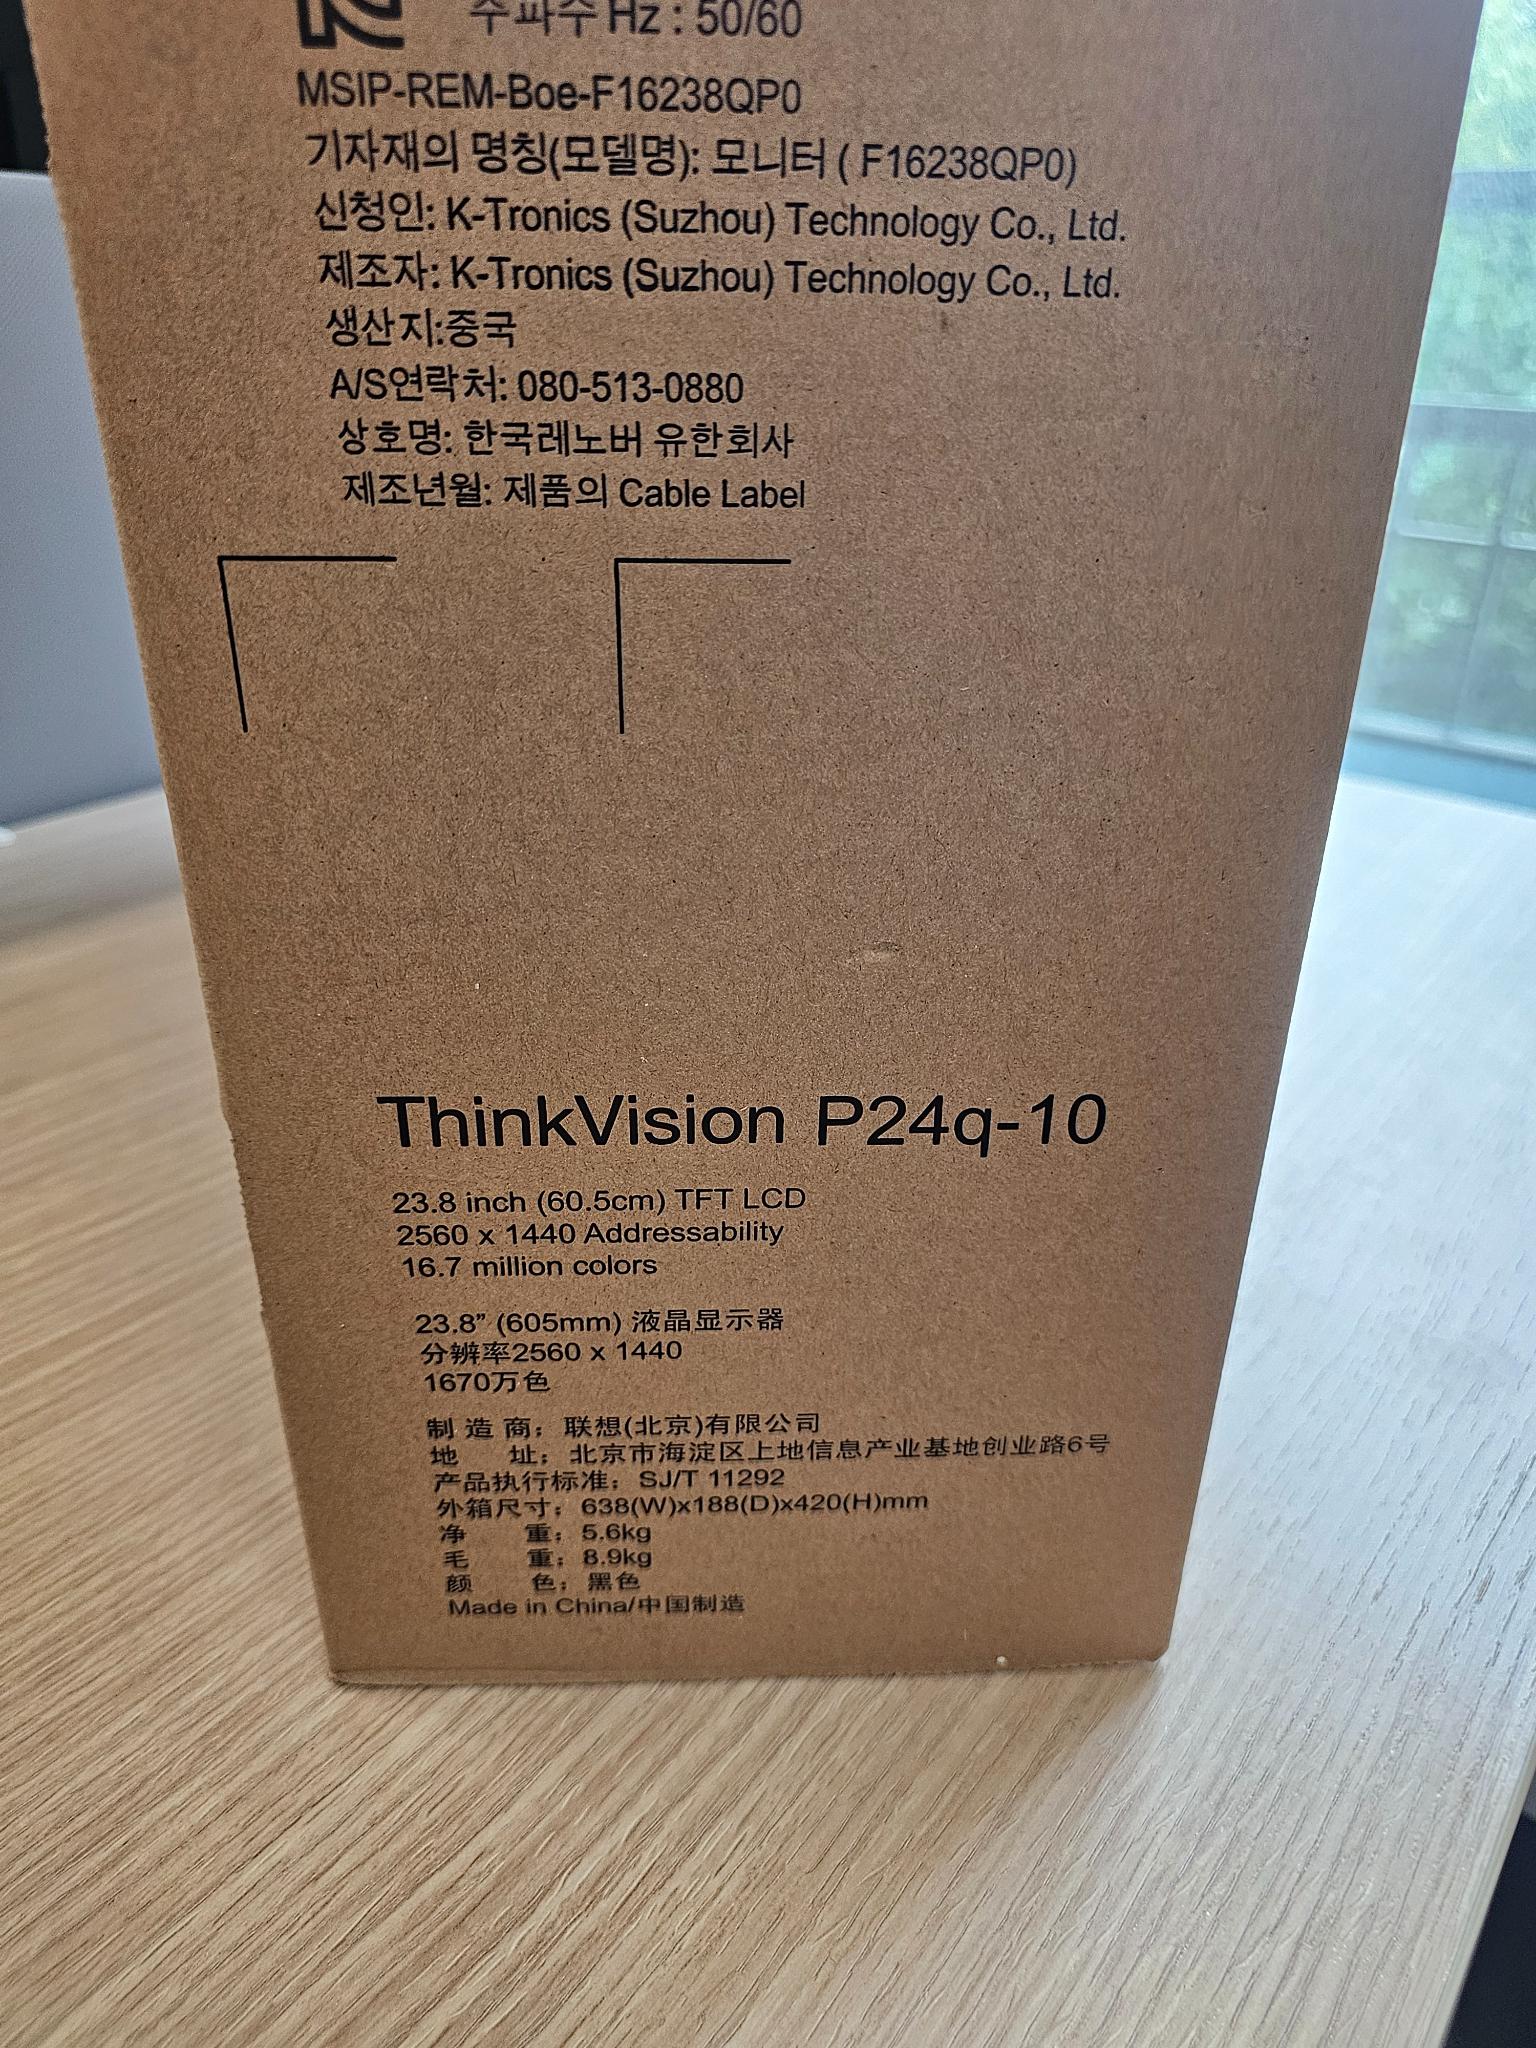 주파수 Hz : 50/60
MSIP-REM-Boe-F16238QP0
기자재의 명칭(모델명): 모니터 ( F16238QP0)
신청인: K-Tronics (Suzhou) Technology Co., Ltd.
제조자: K-Tronics (Suzhou) Technology Co., Ltd.
생산지:중국
A/S연락처: 080-513-0880
상호명: 한국레노버 유한회사
제조년월: 제품의 Cable Label
ThinkVision P24q-10
23.8 inch (60.5cm) TFT LCD
2560 x 1440 Addressability
16.7 million colors
23.8” (605mm) 液晶显示器
分辨率2560 x 1440
1670万色
制 造 商：联想(北京)有限公司
地 址：北京市海淀区上地信息产业基地创业路6号
产品执行标准：SJ/T 11292
外箱尺寸：638(W)x188(D)x420(H)mm
净 重：5.6kg
毛 重：8.9kg
颜 色：黑色
Made in China/中国制造